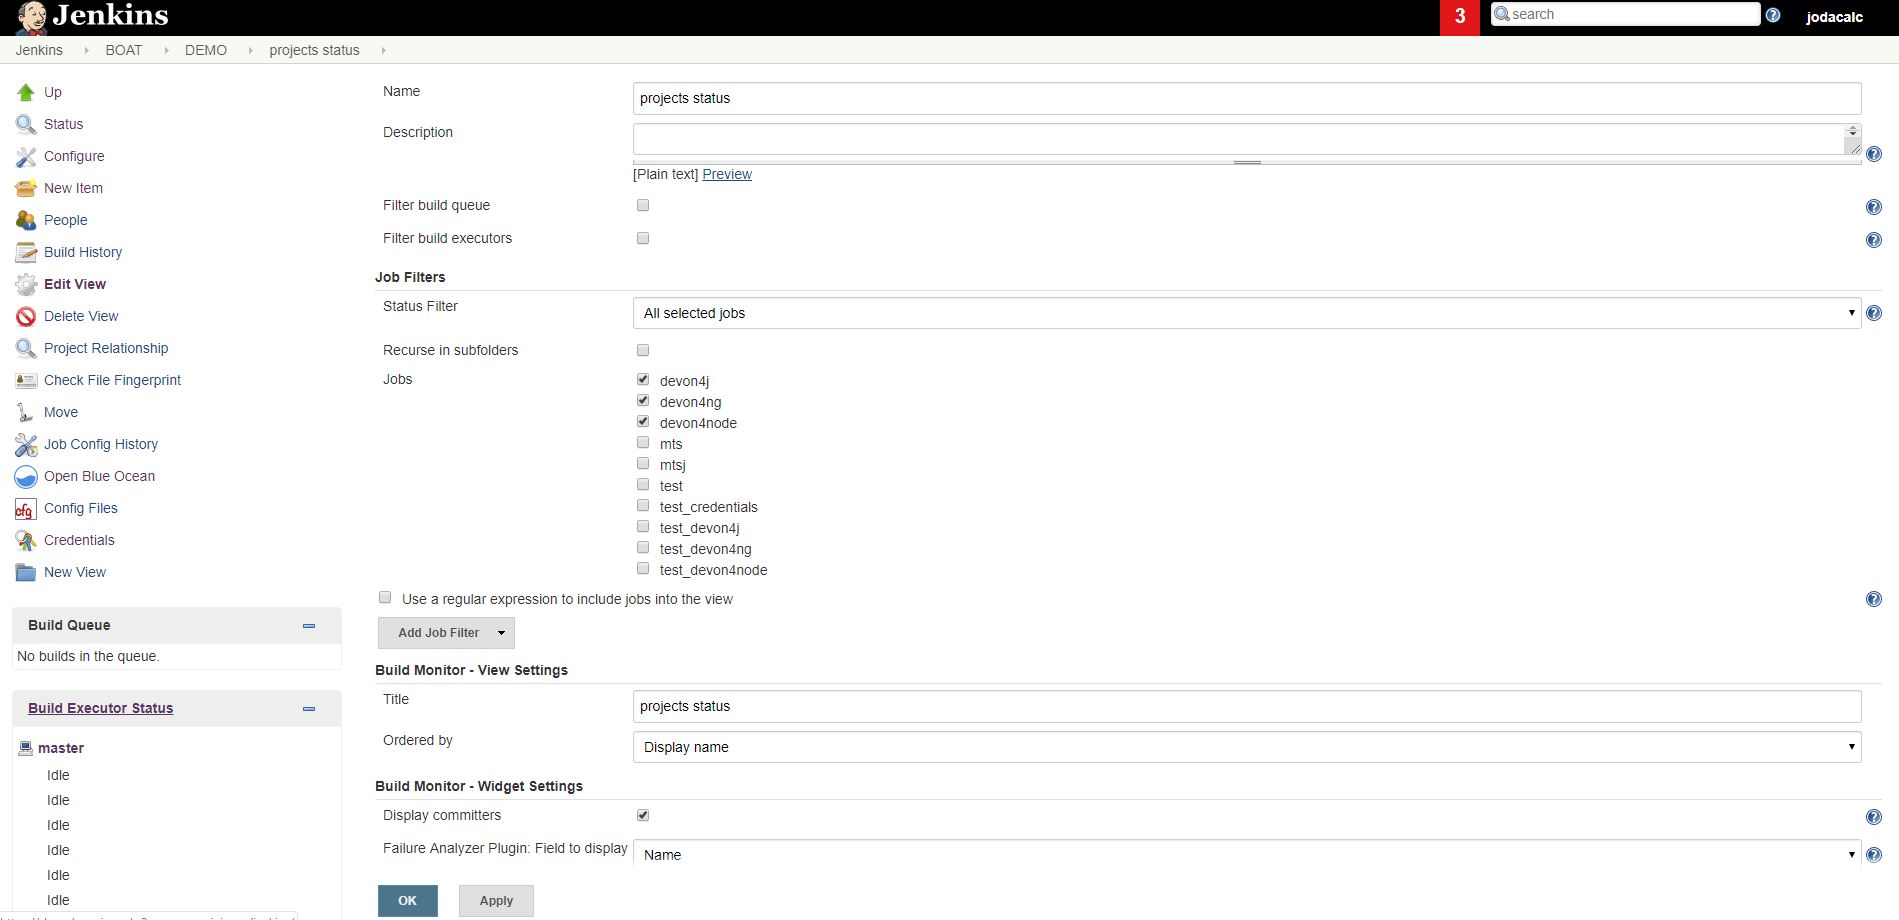 Jenkins
3
search
jodacalc
Jenkins BOAT DEMO projects status
Up
Status
Configure
New Item
People
Build History
Edit View
Delete View
Project Relationship
Check File Fingerprint
Move
Job Config History
Open Blue Ocean
cfg Config Files
Credentials
New View
Build Queue
No builds in the queue.
Build Executor Status
master
Idle
Idle
Idle
Idle
Idle
Idle
Name
projects status
Description
[Plain text] Preview
Filter build queue
Filter build executors
Job Filters
Status Filter
All selected jobs
Recurse in subfolders
Jobs
devon4j
devon4ng
devon4node
mts
mtsj
test
test_credentials
test_devon4j
test_devon4ng
test_devon4node
Use a regular expression to include jobs into the view
Add Job Filter
Build Monitor - View Settings
Title
projects status
Ordered by
Display name
Build Monitor - Widget Settings
Display committers
Failure Analyzer Plugin: Field to display
Name
OK
Apply